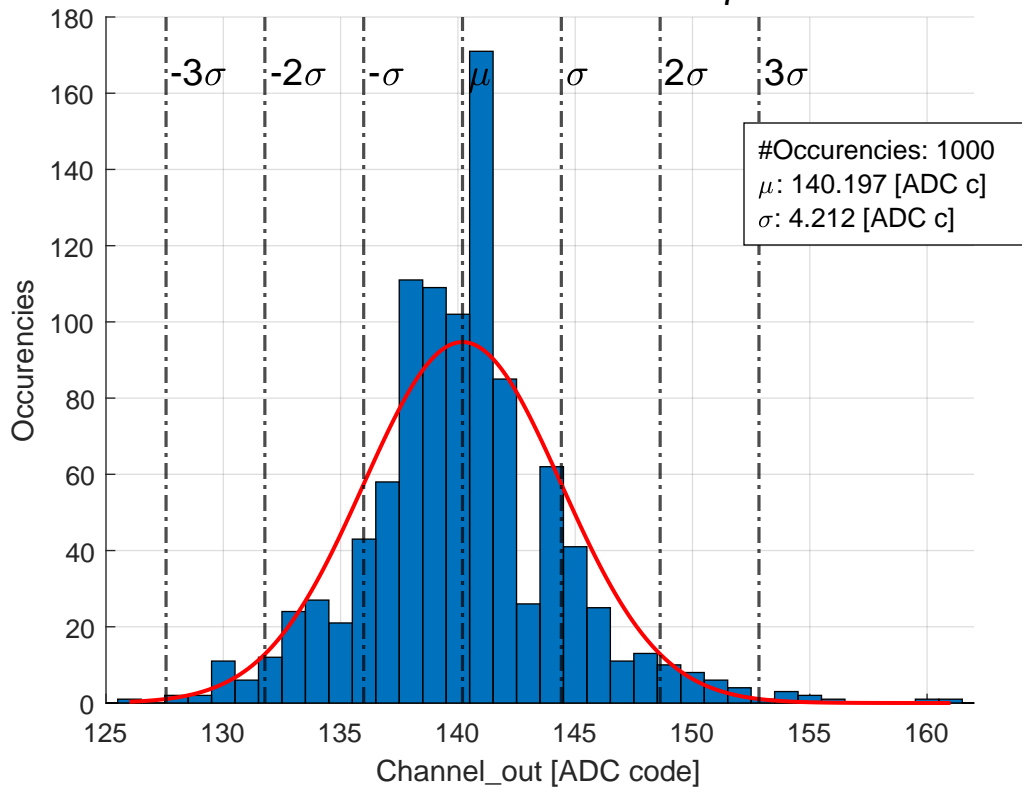 180
160
140
120
100
80
60
40
20
0
Occurencies
-3σ -2σ -σ μ σ 2σ 3σ
#Occurencies: 1000
μ: 140.197 [ADC c]
σ: 4.212 [ADC c]
125 130 135 140 145 150 155 160
Channel_out [ADC code]